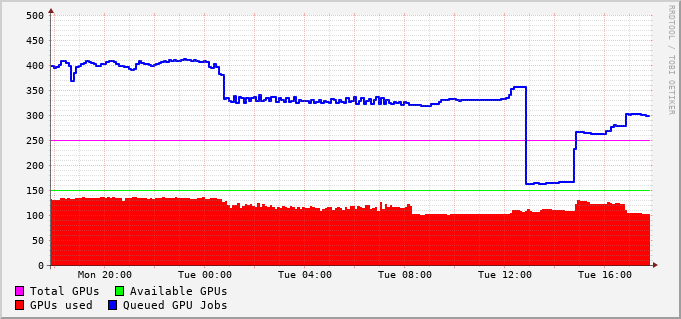 500
450
400
350
300
250
200
150
100
50
0
Mon 20:00 Tue 00:00 Tue 04:00 Tue 08:00 Tue 12:00 Tue 16:00
Total GPUs Available GPUs
GPUs used Queued GPU Jobs
RRDTOOL / TOBI OETIKER